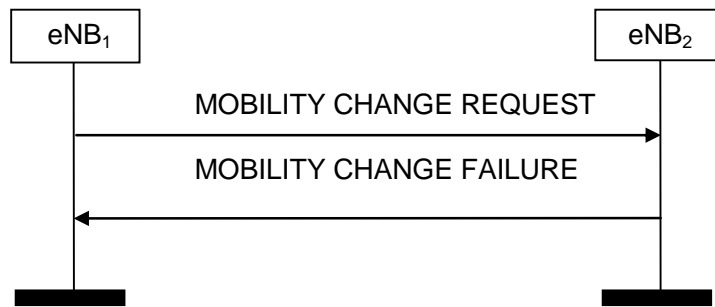 eNB₁
eNB₂
MOBILITY CHANGE REQUEST
MOBILITY CHANGE FAILURE